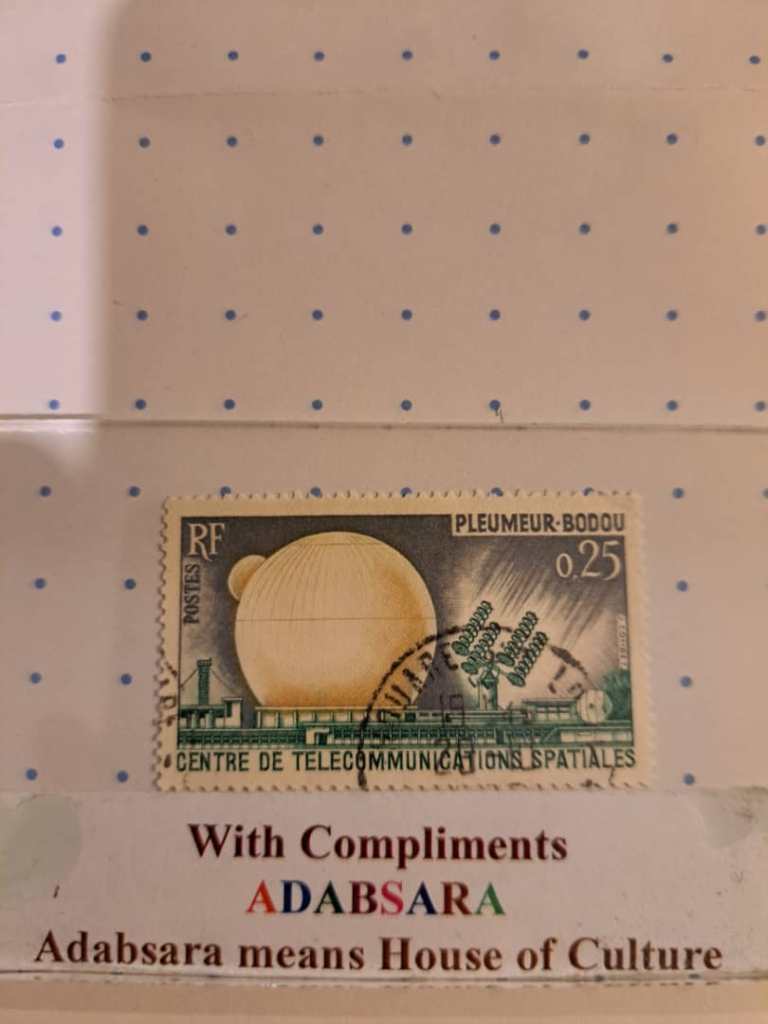 RF
POSTES
PLEUMEUR-BODOU
0,25
CENTRE DE TELECOMMUNICATIONS SPATIALES
With Compliments
ADABSARA
Adabsara means House of Culture